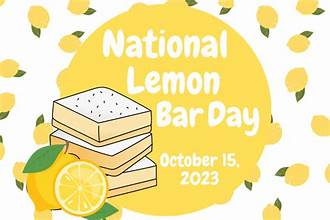 National
Lemon
Bar Day
October 15,
2023